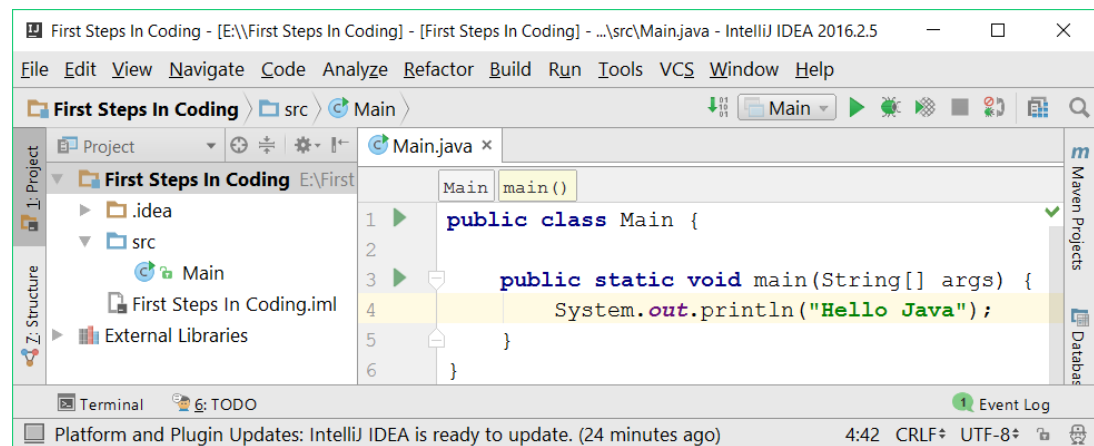 First Steps In Coding - [E:\\First Steps In Coding] - [First Steps In Coding] - ...\src\Main.java - IntelliJ IDEA 2016.2.5
File Edit View Navigate Code Analyze Refactor Build Run Tools VCS Window Help
First Steps In Coding src Main Main
1: Project
Project
Main.java
First Steps In Coding E:\First
.idea
src
Main
First Steps In Coding.iml
External Libraries
Z: Structure
Main main()
1 public class Main {
2
3 public static void main(String[] args) {
4 System.out.println("Hello Java");
5 }
6 }
Maven Projects
Databas
Terminal 6: TODO 1 Event Log
Platform and Plugin Updates: IntelliJ IDEA is ready to update. (24 minutes ago) 4:42 CRLF UTF-8